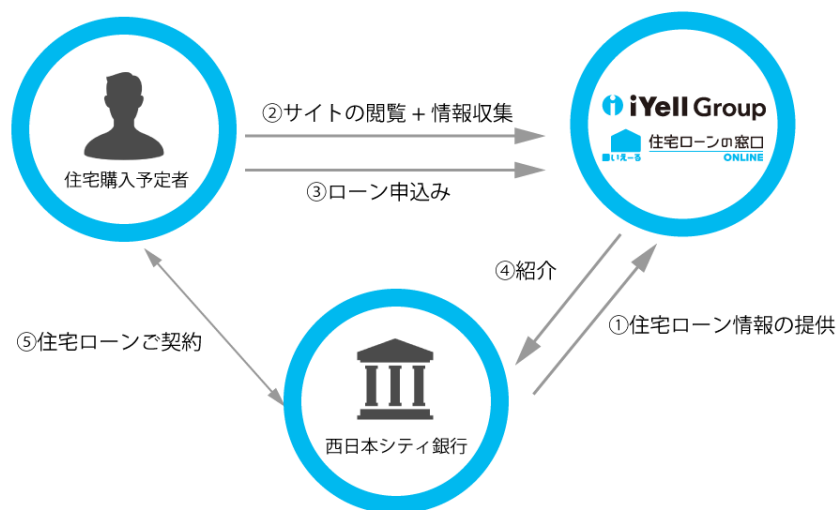 ②サイトの閲覧 + 情報収集
iYell Group
住宅ローンの窓口
いえーる
ONLINE
住宅購入予定者
③ローン申込み
④紹介
①住宅ローン情報の提供
⑤住宅ローンご契約
西日本シティ銀行